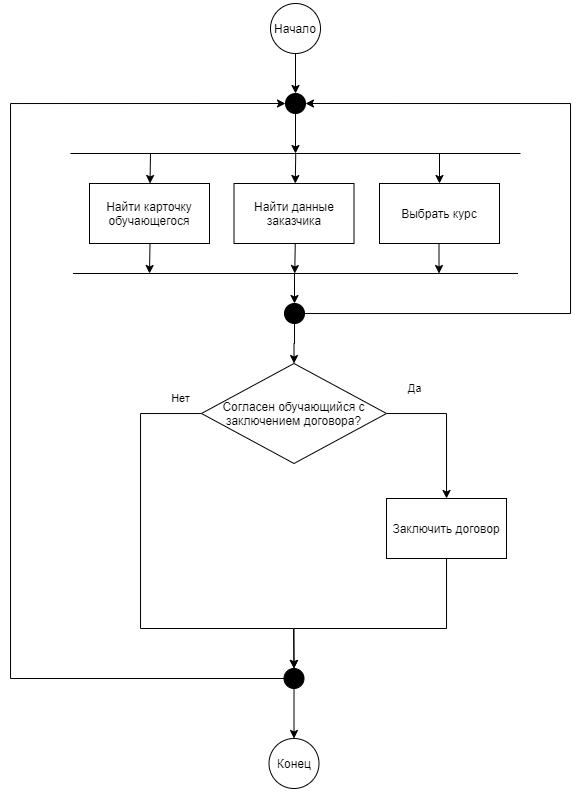 Начало
Найти карточку
обучающегося
Найти данные
заказчика
Выбрать курс
Нет
Да
Согласен обучающийся с
заключением договора?
Заключить договор
Конец